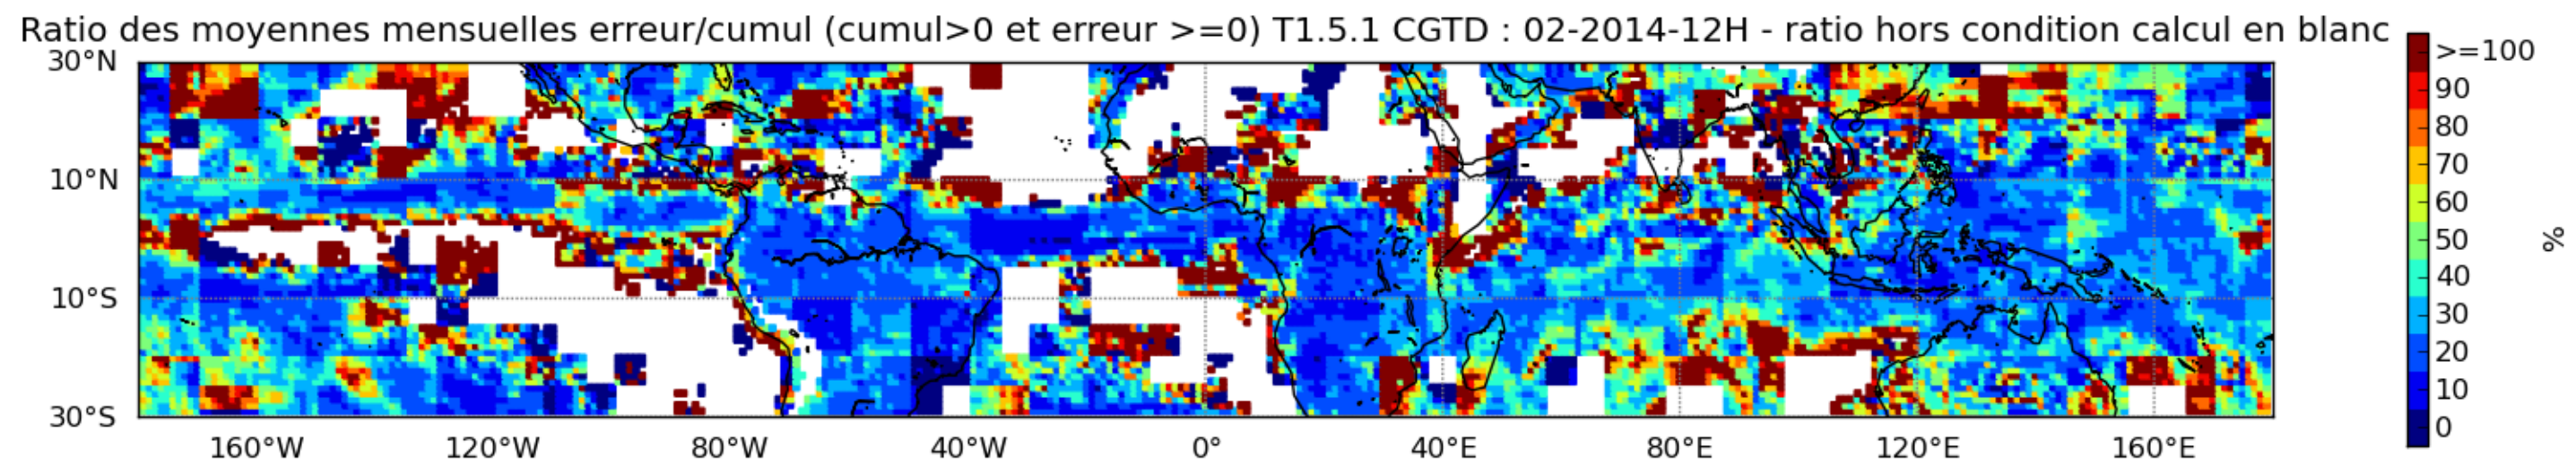 Ratio des moyennes mensuelles erreur/cumul (cumul>0 et erreur >=0) T1.5.1 CGTD : 02-2014-12H - ratio hors condition calcul en blanc
30°N
10°N
10°S
30°S
160°W 120°W 80°W 40°W 0° 40°E 80°E 120°E 160°E
>=100
90
80
70
60
50
40
30
20
10
0
%